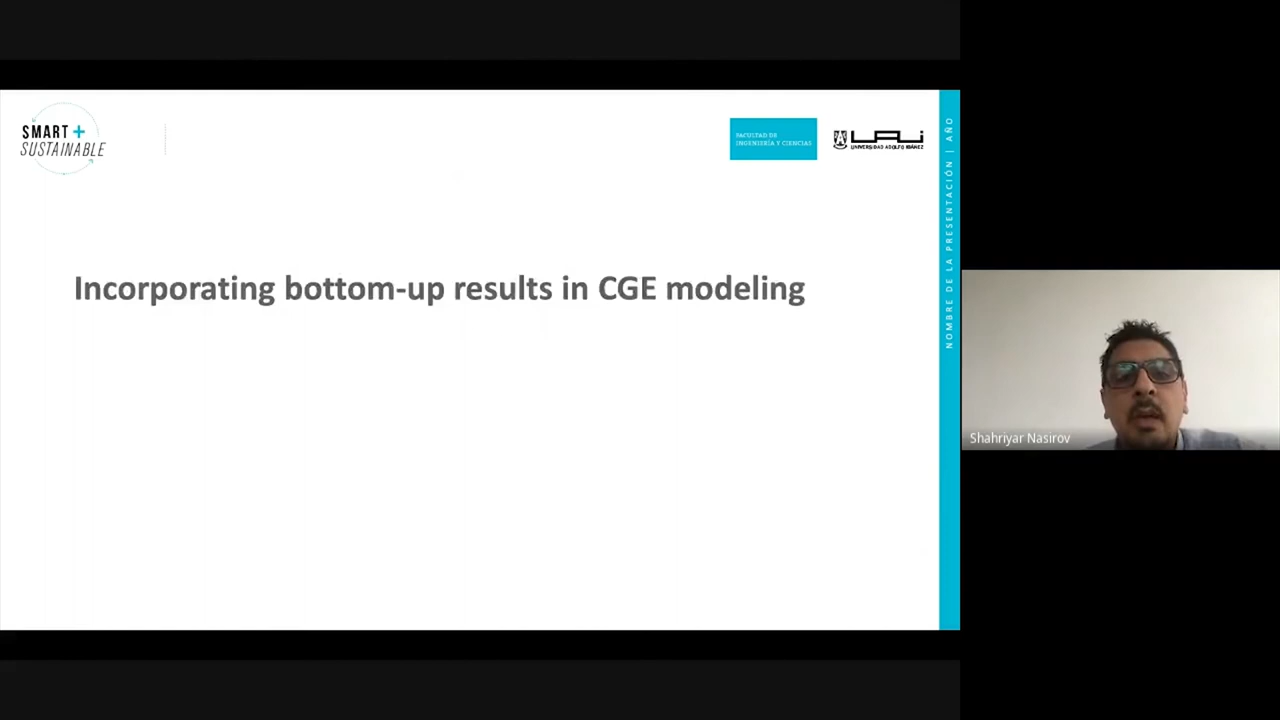 SMART +
SUSTAINABLE
FACULTAD DE
INGENIERÍA Y CIENCIAS
UAI
UNIVERSIDAD ADOLFO IBÁÑEZ
NOMBRE DE LA PRESENTACIÓN | AÑO
Incorporating bottom-up results in CGE modeling
Shahriyar Nasirov